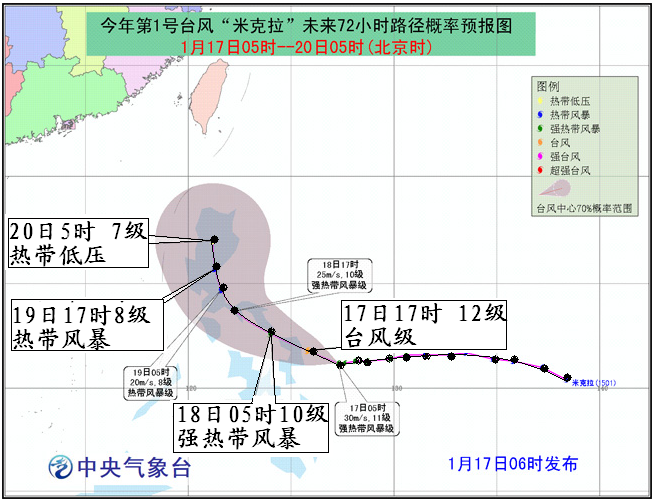 今年第1号台风“米克拉”未来72小时路径概率预报图
1月17日05时--20日05时(北京时)
图例
热带低压
热带风暴
强热带风暴
台风
强台风
超强台风
台风中心70%概率范围
20日5时 7级
热带低压
18日17时
25m/s,10级
强热带风暴级
19日17时8级
热带风暴
17日17时 12级
台风级
19日05时
20m/s,8级
热带风暴级
120
米克拉(1501)
18日05时10级
强热带风暴
17日05时
30m/s,11级
强热带风暴级
中央气象台
1月17日06时发布